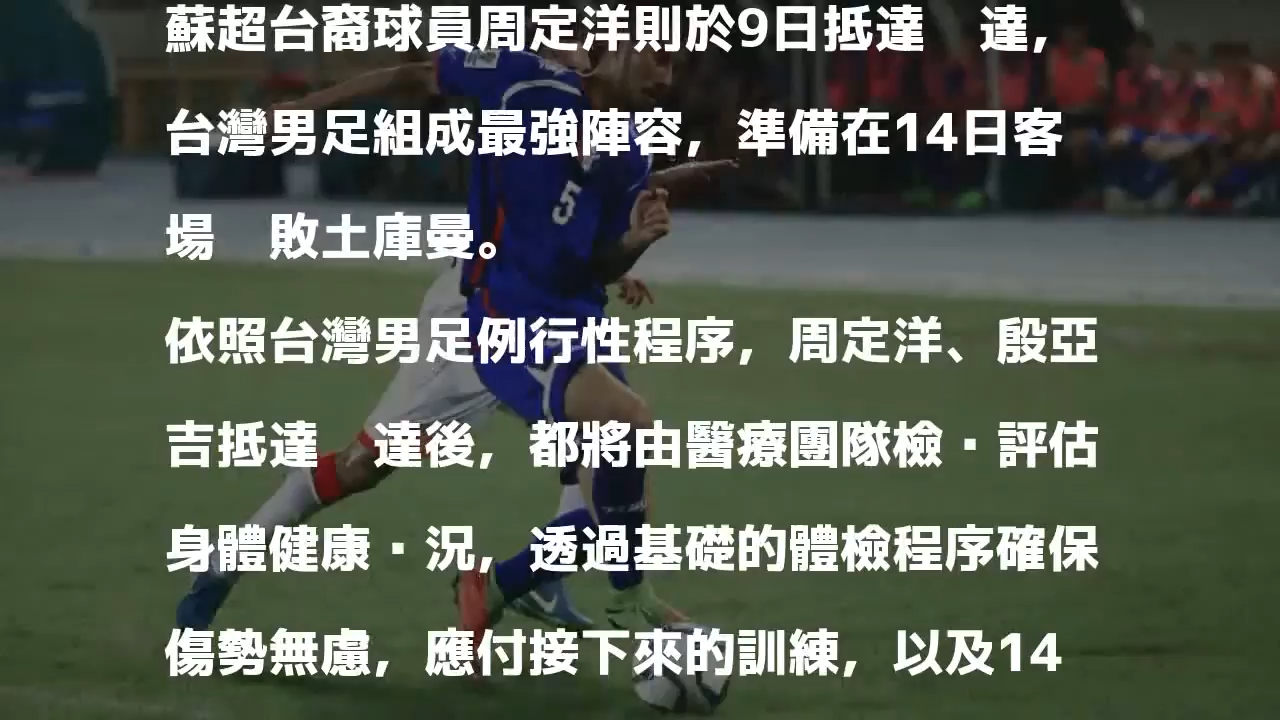 蘇超台裔球員周定洋則於9日抵達　達，
台灣男足組成最強陣容，準備在14日客
場　敗土庫曼。
依照台灣男足例行性程序，周定洋、殷亞
吉抵達　達後，都將由醫療團隊檢·評估
身體健康·況，透過基礎的體檢程序確保
傷勢無慮，應付接下來的訓練，以及14
5